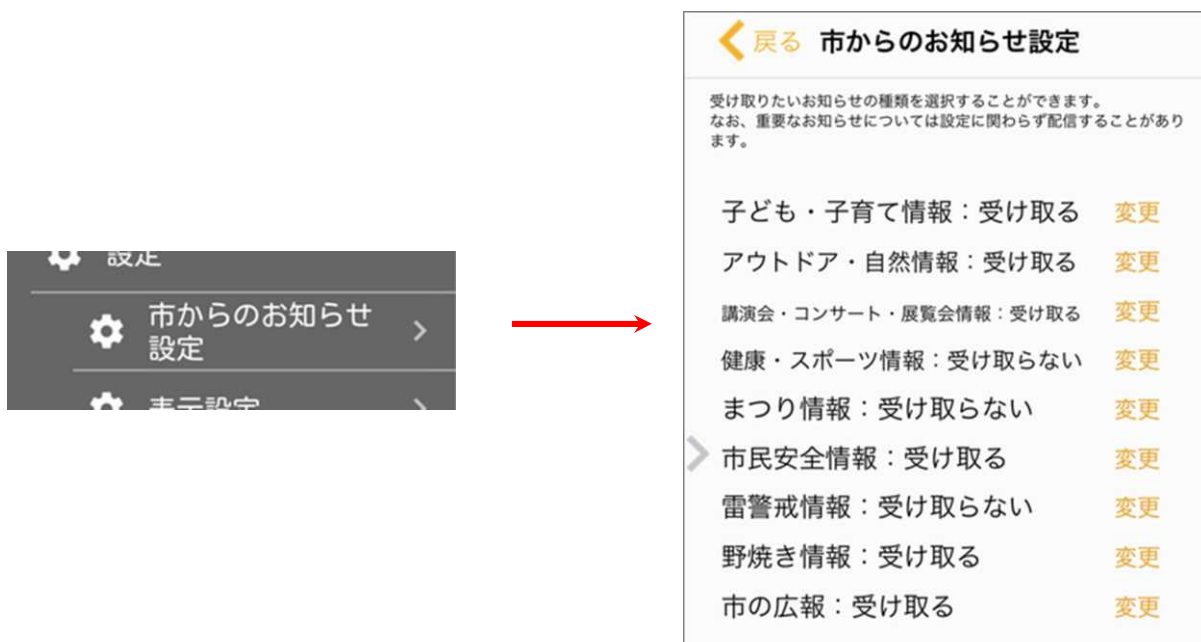 設定
市からのお知らせ
設定
表示設定
戻る 市からのお知らせ設定
受け取りたいお知らせの種類を選択することができます。
なお、重要なお知らせについては設定に関わらず配信することがあり
ます。
子ども・子育て情報：受け取る 変更
アウトドア・自然情報：受け取る 変更
講演会・コンサート・展覧会情報：受け取る 変更
健康・スポーツ情報：受け取らない 変更
まつり情報：受け取らない 変更
市民安全情報：受け取る 変更
雷警戒情報：受け取らない 変更
野焼き情報：受け取る 変更
市の広報：受け取る 変更